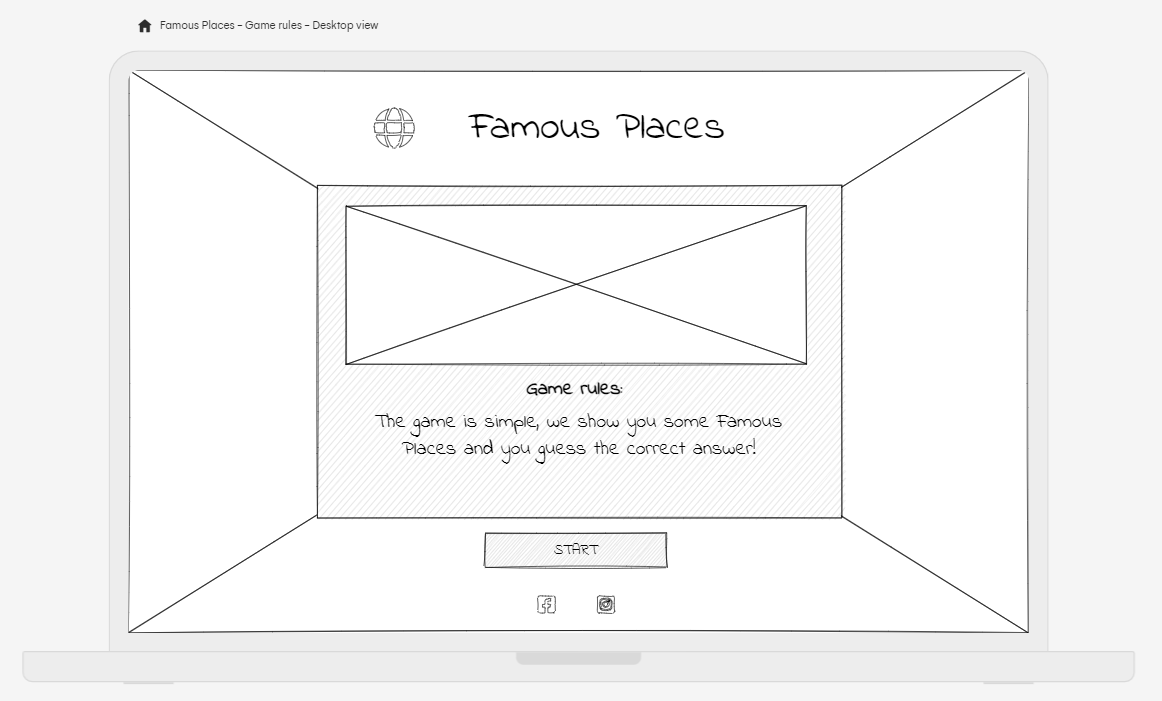 Famous Places – Game rules – Desktop view
Famous Places
Game rules:
The game is simple, we show you some Famous
Places and you guess the correct answer!
START